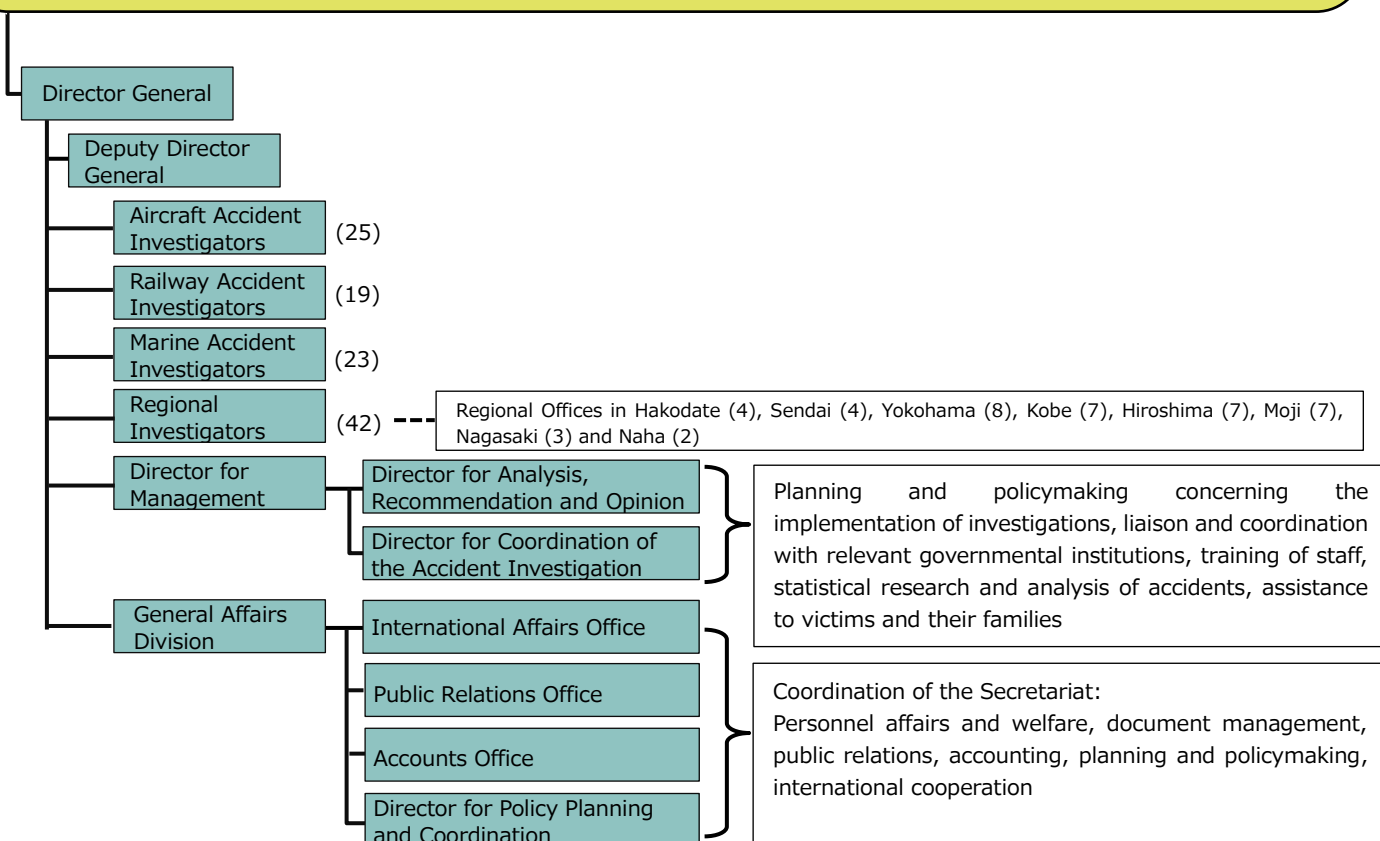 Director General
Deputy Director
General
Aircraft Accident
Investigators
(25)
Railway Accident
Investigators
(19)
Marine Accident
Investigators
(23)
Regional
Investigators
(42)
Regional Offices in Hakodate (4), Sendai (4), Yokohama (8), Kobe (7), Hiroshima (7), Moji (7),
Nagasaki (3) and Naha (2)
Director for
Management
Director for Analysis,
Recommendation and Opinion
Director for Coordination of
the Accident Investigation
Planning and policymaking concerning the
implementation of investigations, liaison and coordination
with relevant governmental institutions, training of staff,
statistical research and analysis of accidents, assistance
to victims and their families
General Affairs
Division
International Affairs Office
Public Relations Office
Accounts Office
Director for Policy Planning
and Coordination
Coordination of the Secretariat:
Personnel affairs and welfare, document management,
public relations, accounting, planning and policymaking,
international cooperation